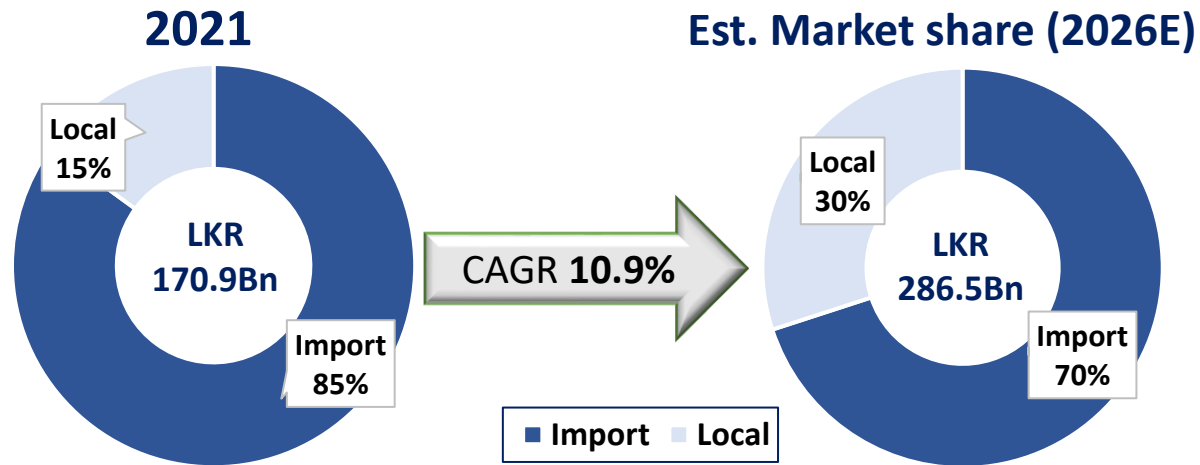 2021
Local
15%
LKR
170.9Bn
Import
85%
CAGR 10.9%
Est. Market share (2026E)
Local
30%
LKR
286.5Bn
Import
70%
Import Local